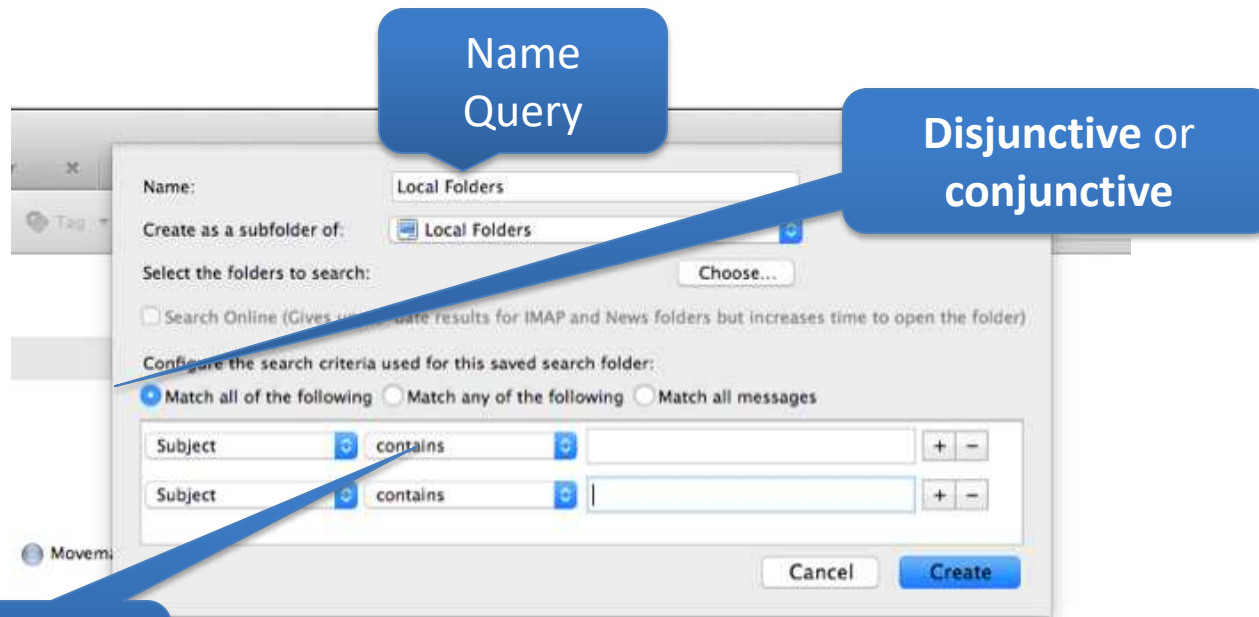 Name
Query
Disjunctive or
conjunctive
Tag
Name: Local Folders
Create as a subfolder of: Local Folders
Select the folders to search: Choose...
Search Online (Gives date results for IMAP and News folders but increases time to open the folder)
Configure the search criteria used for this saved search folder:
Match all of the following Match any of the following Match all messages
Subject contains + -
Subject contains + -
Movema
Cancel Create